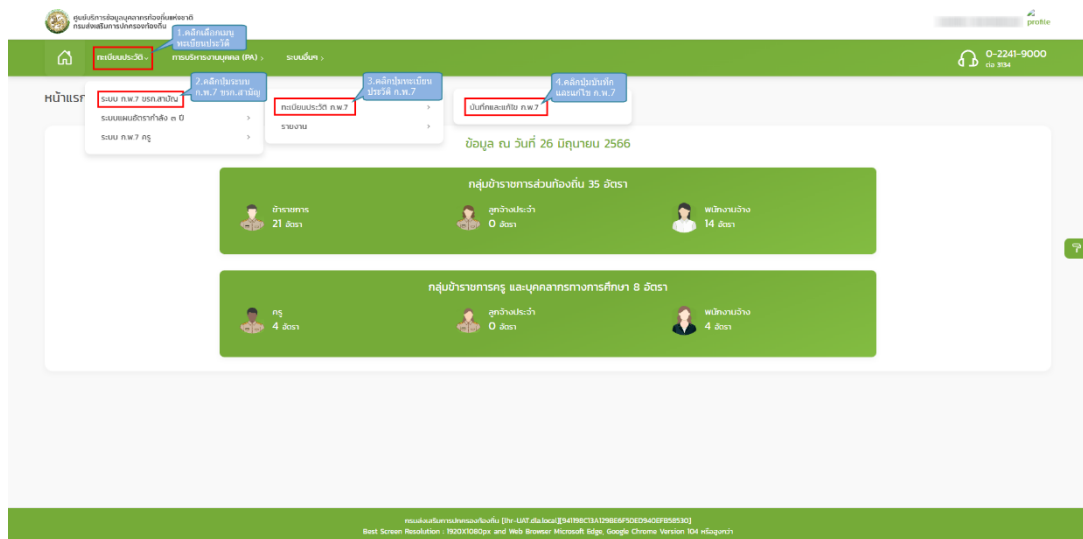 ศูนย์บริการข้อมูลบุคลากรท้องถิ่นแห่งชาติ
กรมส่งเสริมการปกครองท้องถิ่น
profile
1.คลิกเลือกเมนู
ทะเบียนประวัติ
ทะเบียนประวัติ
การบริหารงานบุคคล (PA)
ระบบอื่นๆ
0-2241-9000
ต่อ 3134
2.คลิกปุ่มระบบ
ก.พ.7 ขรก.สามัญ
3.คลิกปุ่มทะเบียน
ประวัติ ก.พ.7
4.คลิกปุ่มบันทึก
และแก้ไข ก.พ.7
หน้าแรก
ระบบ ก.พ.7 ขรก.สามัญ
ทะเบียนประวัติ ก.พ.7
บันทึกและแก้ไข ก.พ.7
ระบบแผนอัตรากำลัง ๓ ปี
รายงาน
ระบบ ก.พ.7 ครู
ข้อมูล ณ วันที่ 26 มิถุนายน 2566
กลุ่มข้าราชการส่วนท้องถิ่น 35 อัตรา
ข้าราชการ
21 อัตรา
ลูกจ้างประจำ
0 อัตรา
พนักงานจ้าง
14 อัตรา
กลุ่มข้าราชการครู และบุคคลากรทางการศึกษา 8 อัตรา
ครู
4 อัตรา
ลูกจ้างประจำ
0 อัตรา
พนักงานจ้าง
4 อัตรา
กรมส่งเสริมการปกครองท้องถิ่น [lhr-UAT.dla.local]
Best Screen Resolution : 1920X1080px and Web Browser Microsoft Edge, Google Chrome Version 104 หรือสูงกว่า